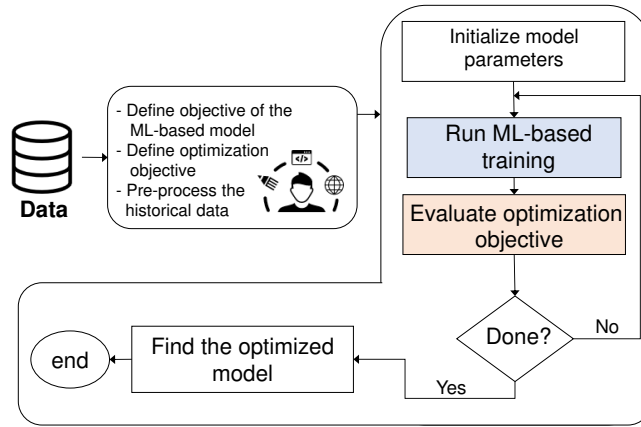 Data
- Define objective of the
ML-based model
- Define optimization
objective
- Pre-process the
historical data
</>
Initialize model
parameters
Run ML-based
training
Evaluate optimization
objective
Done?
No
Yes
Find the optimized
model
end